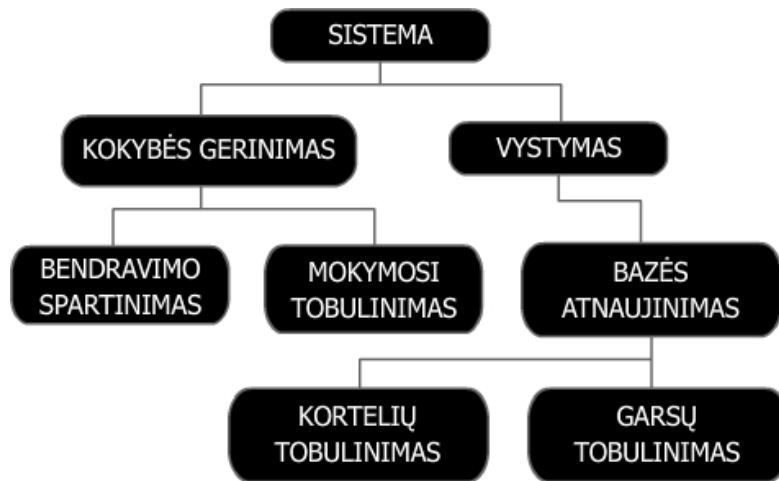 SISTEMA
KOKYBĖS GERINIMAS
VYSTYMAS
BENDRAVIMO
SPARTINIMAS
MOKYMOSI
TOBULINIMAS
BAZĖS
ATNAUJINIMAS
KORTELIŲ
TOBULINIMAS
GARSŲ
TOBULINIMAS